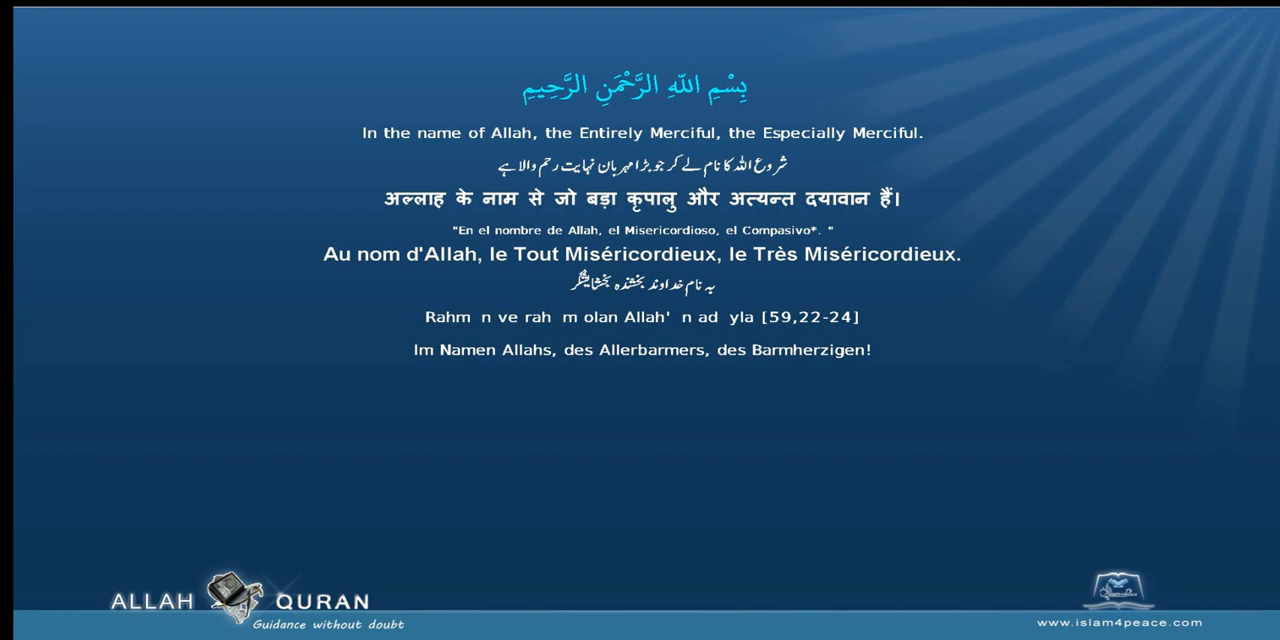 بِسْمِ اللَّهِ الرَّحْمَنِ الرَّحِيمِ
In the name of Allah, the Entirely Merciful, the Especially Merciful.
شروع اللہ کا نام لے کر جو بڑا مہربان نہایت رحم والا ہے
अल्लाह के नाम से जो बड़ा कृपालु और अत्यन्त दयावान हैं।
"En el nombre de Allah, el Misericordioso, el Compasivo*. "
Au nom d'Allah, le Tout Miséricordieux, le Très Miséricordieux.
به نام خداوند بخشنده بخشایشگر
Rahm n ve rah m olan Allah' n ad yla [59,22-24]
Im Namen Allahs, des Allerbarmers, des Barmherzigen!
ALLAH QURAN
Guidance without doubt
www.islam4peace.com